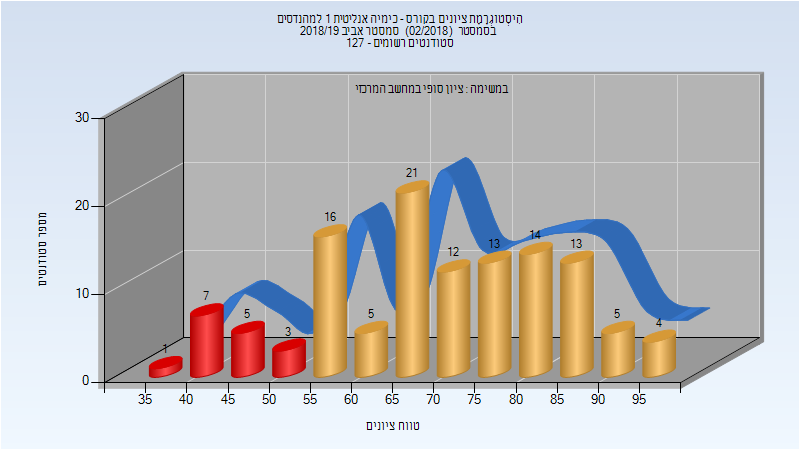 הִיסְטוֹגְרָמַת ציונים בקורס - כימיה אנליטית 1 למהנדסים
בסמסטר (02/2018) סמסטר אביב 2018/19
סטודנטים רשומים - 127
במשימה : ציון סופי במחשב המרכזי
מספר סטודנטים
30
20
10
0
1
7
5
3
16
5
21
12
13
14
13
5
4
35 40 45 50 55 60 65 70 75 80 85 90 95
טווח ציונים